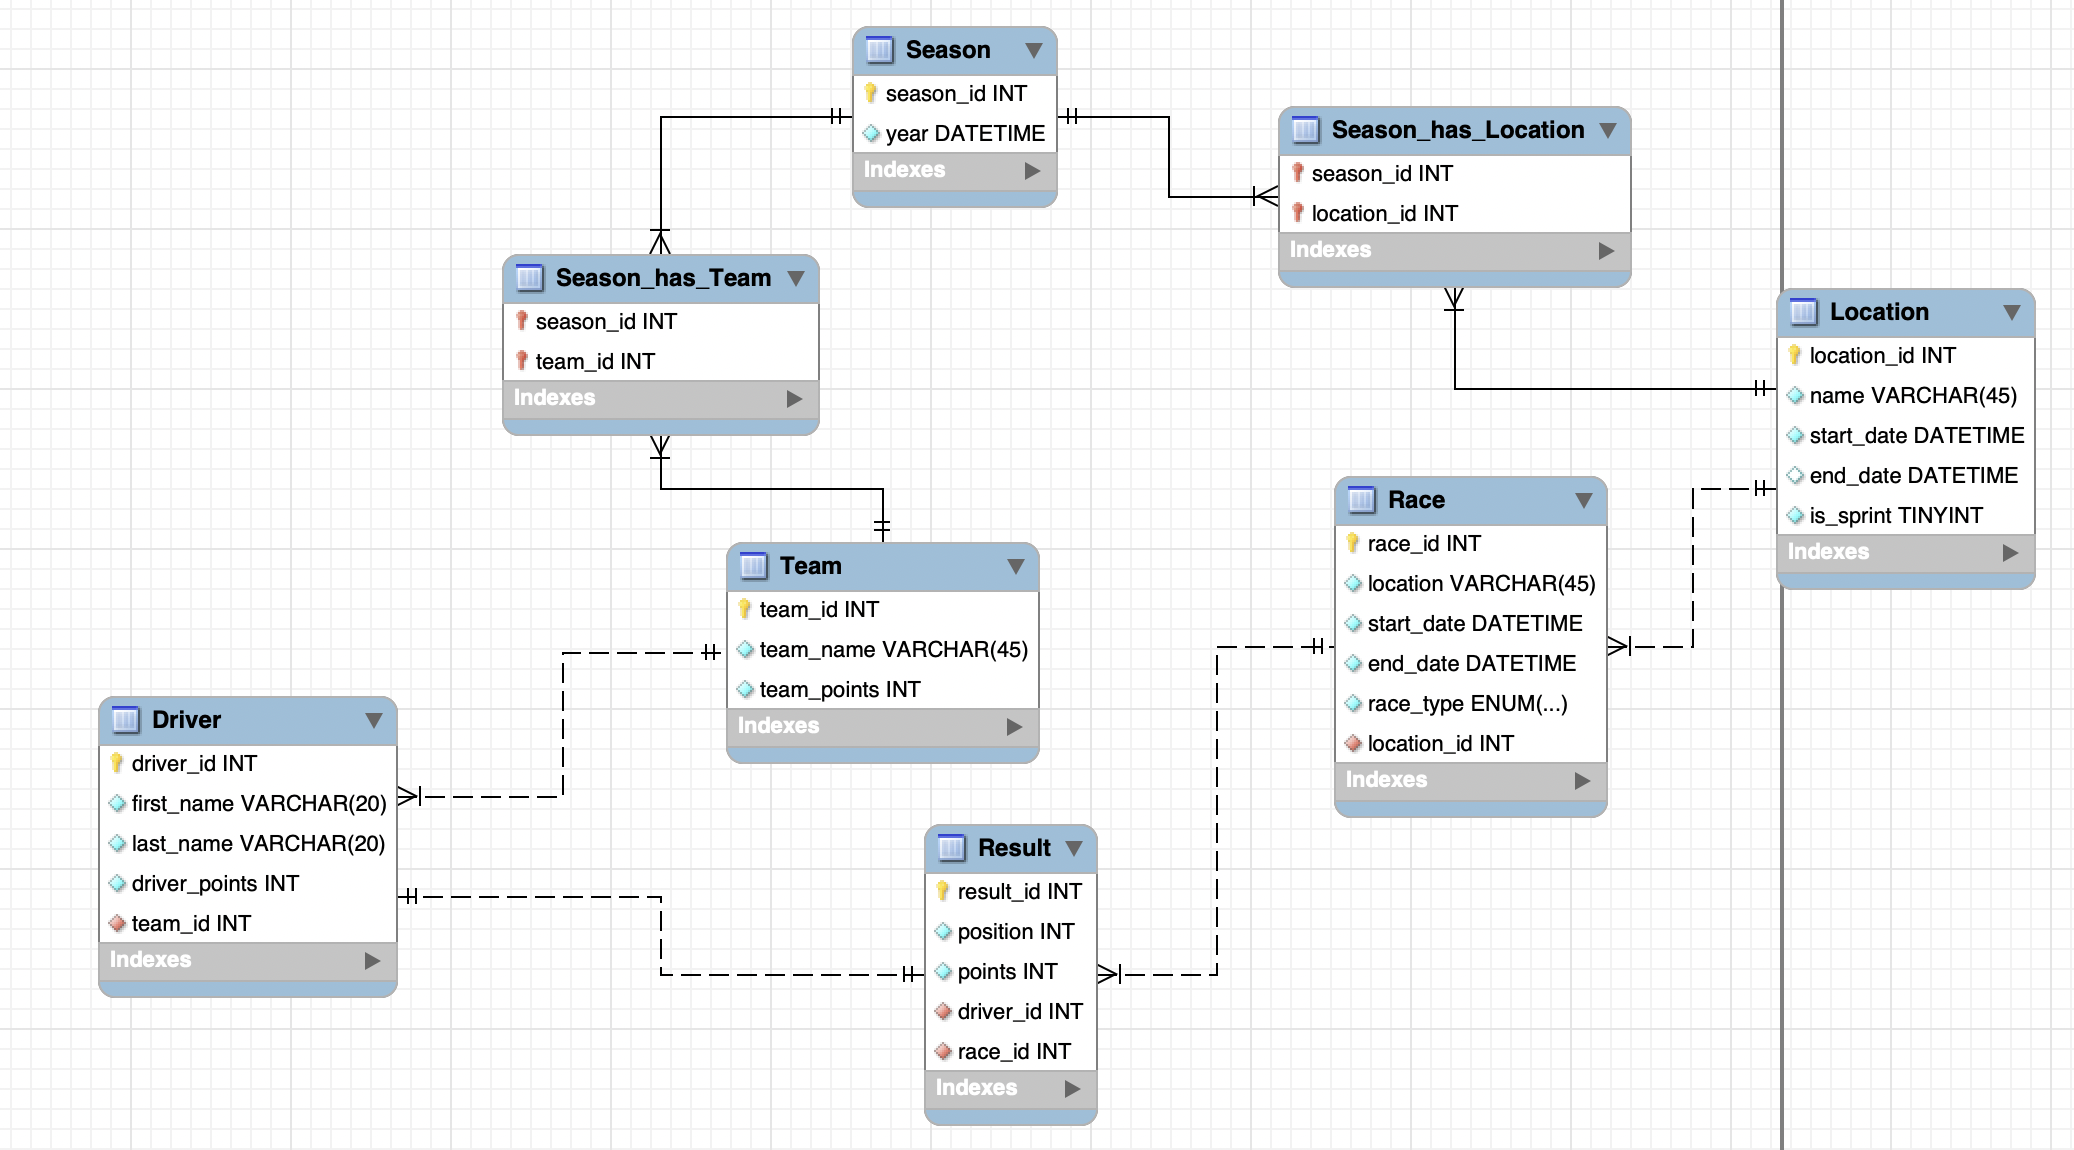 Season
season_id INT
year DATETIME
Indexes
Season_has_Location
season_id INT
location_id INT
Indexes
Season_has_Team
season_id INT
team_id INT
Indexes
Location
location_id INT
name VARCHAR(45)
start_date DATETIME
end_date DATETIME
is_sprint TINYINT
Indexes
Race
race_id INT
location VARCHAR(45)
start_date DATETIME
end_date DATETIME
race_type ENUM(...)
location_id INT
Indexes
Team
team_id INT
team_name VARCHAR(45)
team_points INT
Indexes
Driver
driver_id INT
first_name VARCHAR(20)
last_name VARCHAR(20)
driver_points INT
team_id INT
Indexes
Result
result_id INT
position INT
points INT
driver_id INT
race_id INT
Indexes